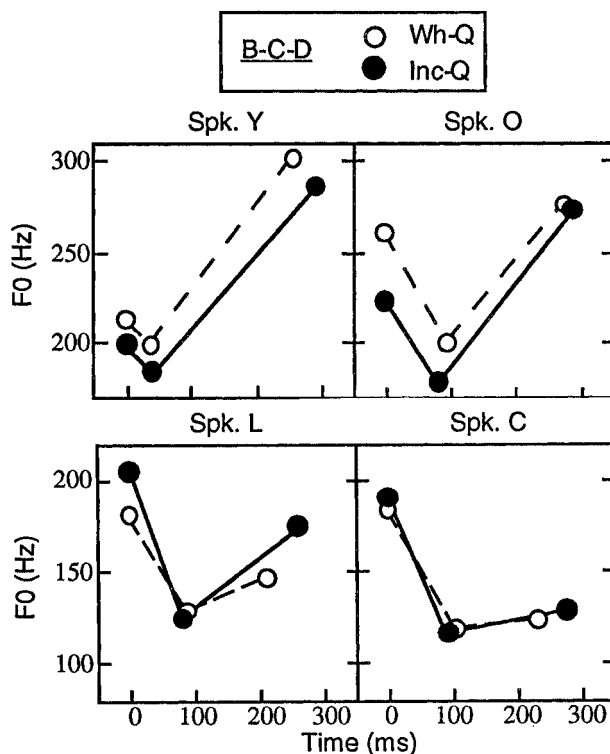 B-C-D
Wh-Q
Inc-Q
Spk. Y
Spk. O
300
250
200
F0 (Hz)
Spk. L
Spk. C
200
150
100
F0 (Hz)
0 100 200 300 0 100 200 300
Time (ms)